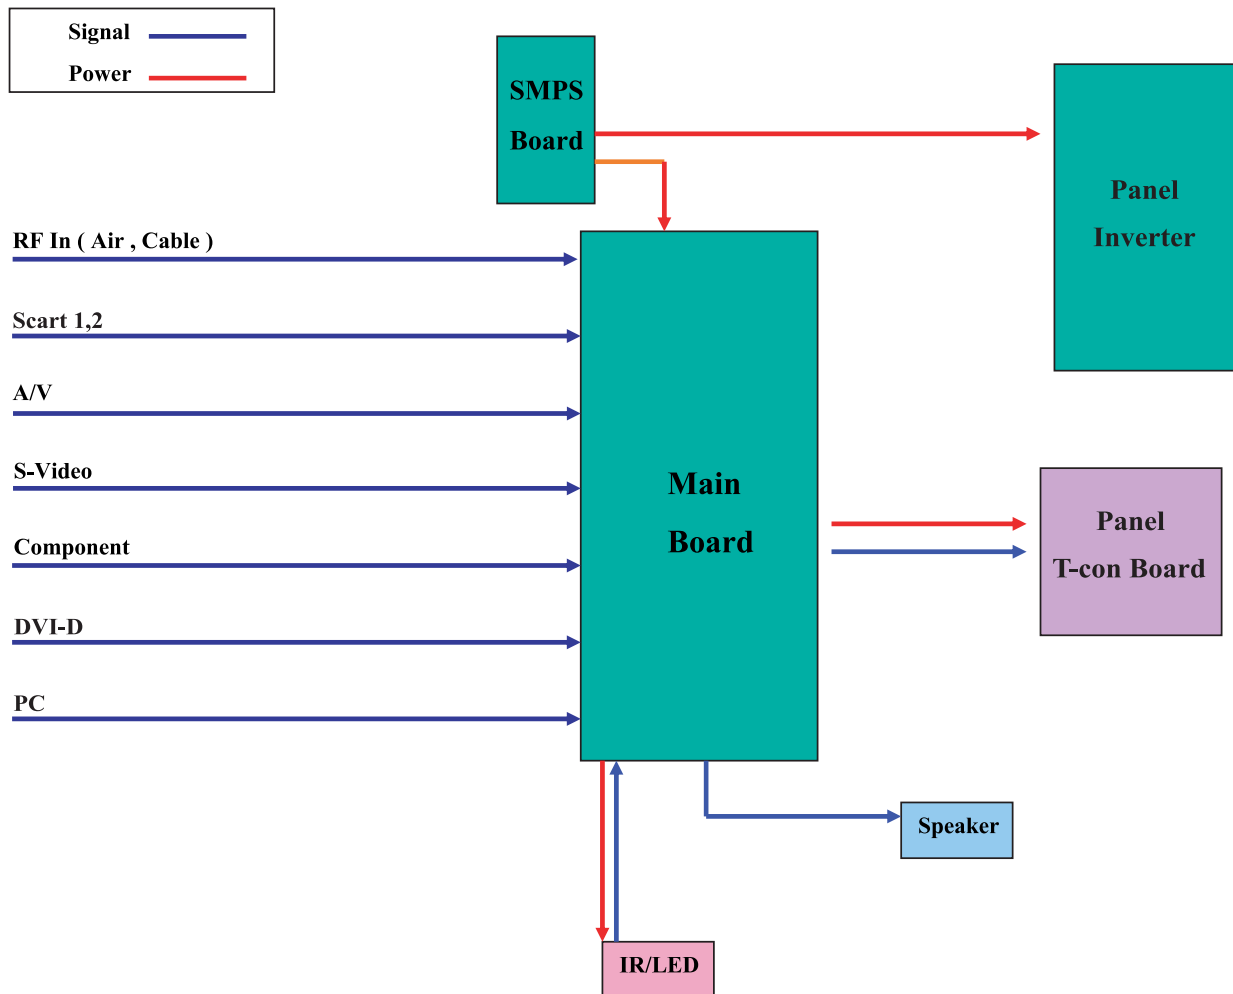 Signal
Power
SMPS
Board
Panel
Inverter
RF In ( Air , Cable )
Scart 1,2
A/V
S-Video
Component
DVI-D
PC
Main
Board
Panel
T-con Board
Speaker
IR/LED